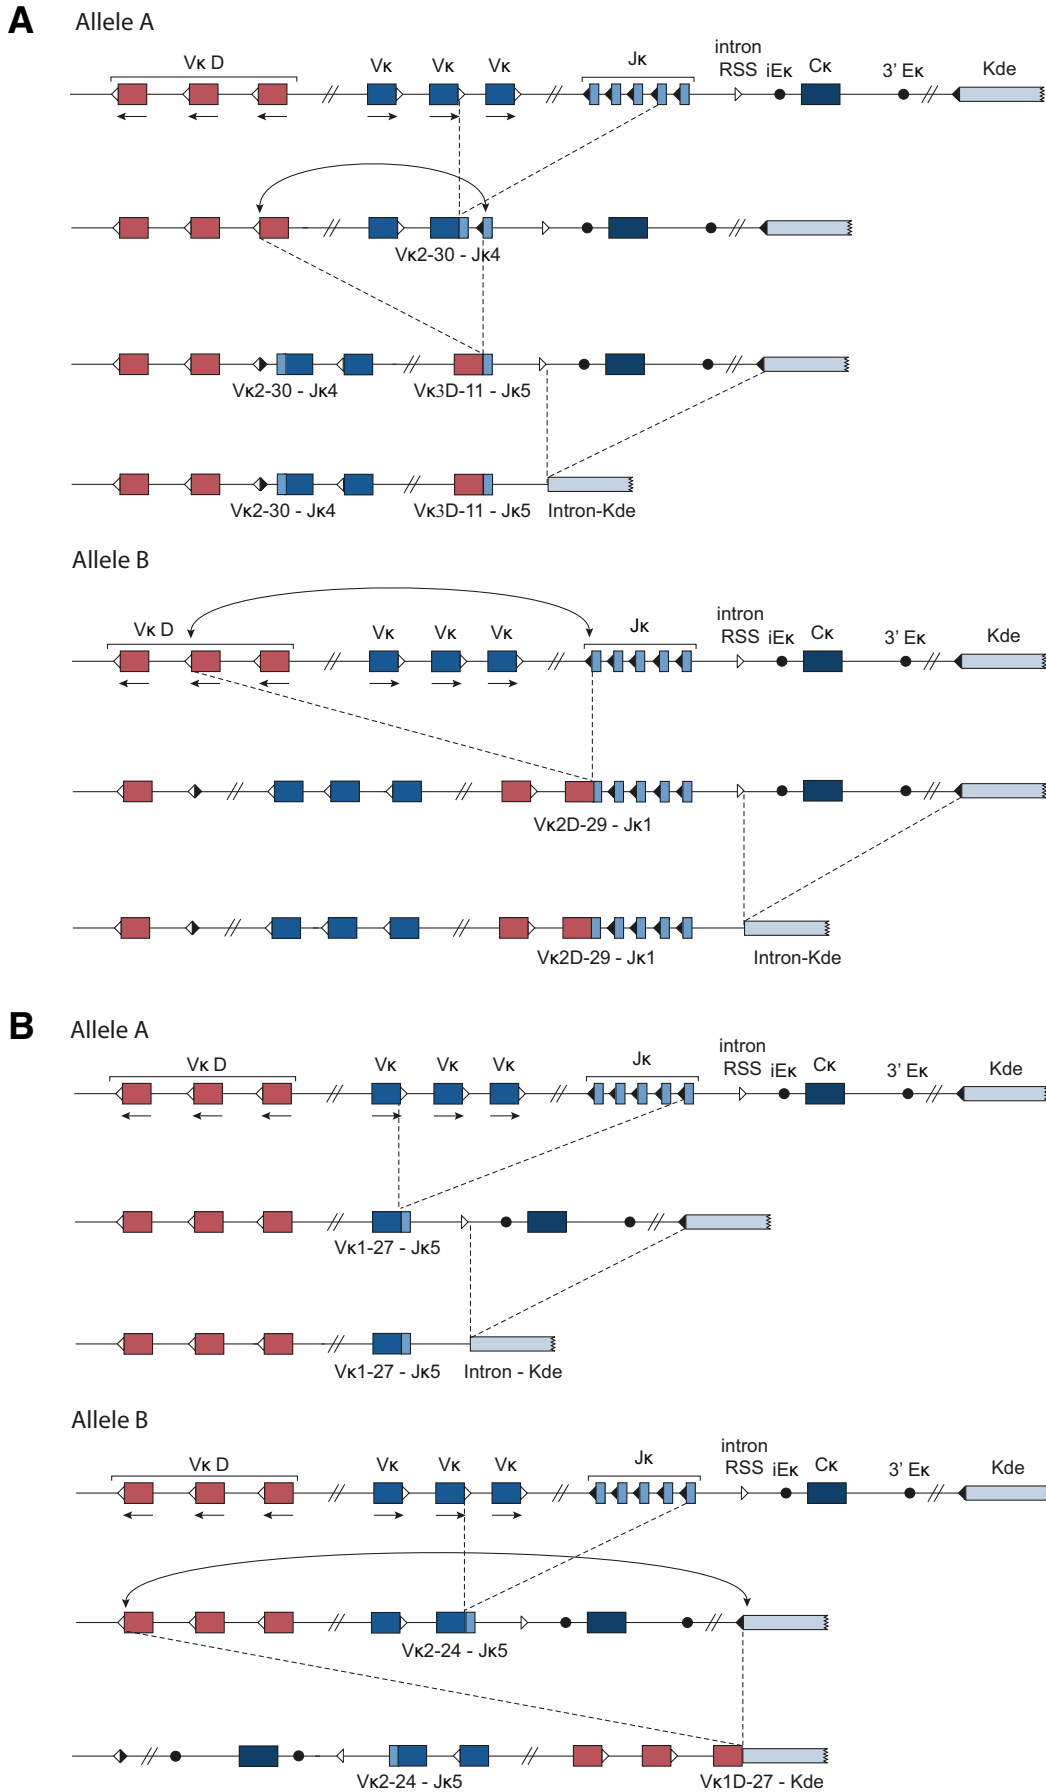 A
Allele A
Vκ D Vκ Vκ Vκ Jκ intron RSS iEκ Cκ 3’ Eκ Kde
Vκ2-30 - Jκ4
Vκ2-30 - Jκ4 Vκ3D-11 - Jκ5
Vκ2-30 - Jκ4 Vκ3D-11 - Jκ5 Intron-Kde
Allele B
Vκ D Vκ Vκ Vκ Jκ intron RSS iEκ Cκ 3’ Eκ Kde
Vκ2D-29 - Jκ1
Vκ2D-29 - Jκ1 Intron-Kde
B
Allele A
Vκ D Vκ Vκ Vκ Jκ intron RSS iEκ Cκ 3’ Eκ Kde
Vκ1-27 - Jκ5
Vκ1-27 - Jκ5 Intron - Kde
Allele B
Vκ D Vκ Vκ Vκ Jκ intron RSS iEκ Cκ 3’ Eκ Kde
Vκ2-24 - Jκ5
Vκ2-24 - Jκ5 Vκ1D-27 - Kde